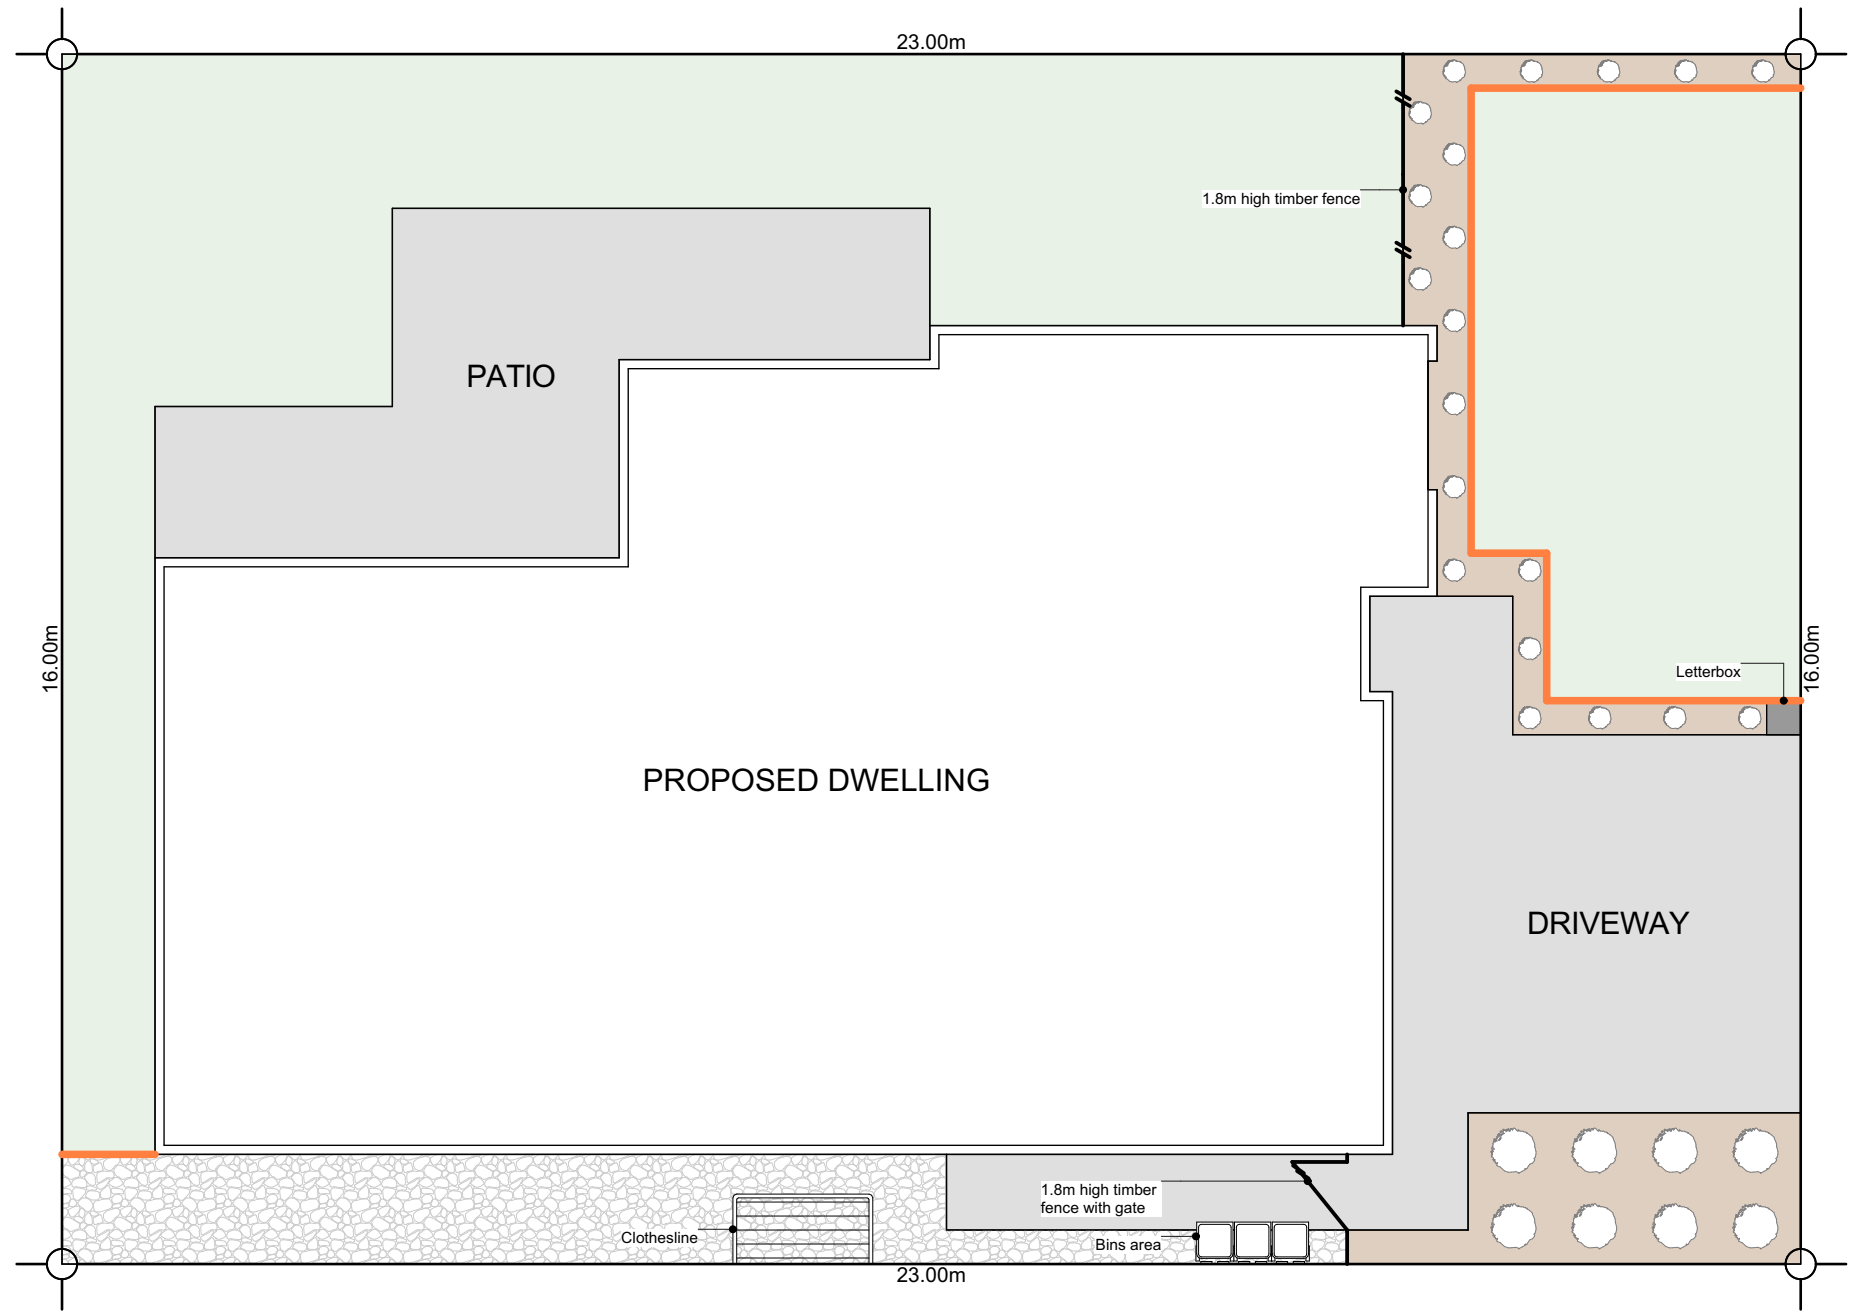 23.00m
1.8m high timber fence
PATIO
16.00m
16.00m
Letterbox
PROPOSED DWELLING
DRIVEWAY
1.8m high timber
fence with gate
Clothesline
Bins area
23.00m